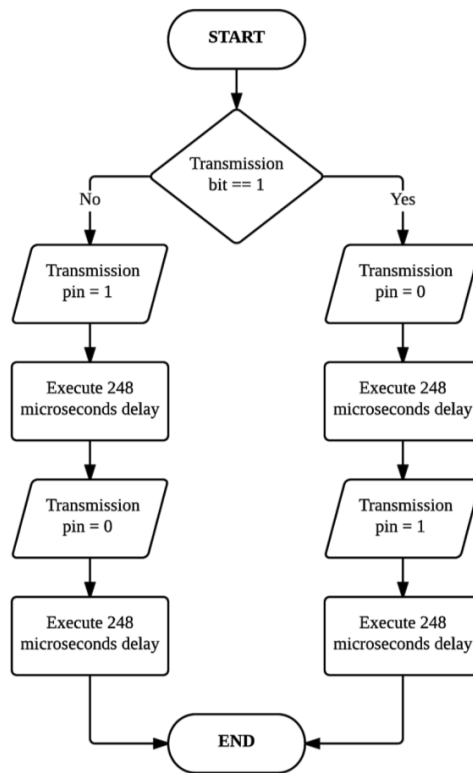 START
Transmission
bit == 1
No
Yes
Transmission
pin = 1
Transmission
pin = 0
Execute 248
microseconds delay
Execute 248
microseconds delay
Transmission
pin = 0
Transmission
pin = 1
Execute 248
microseconds delay
Execute 248
microseconds delay
END